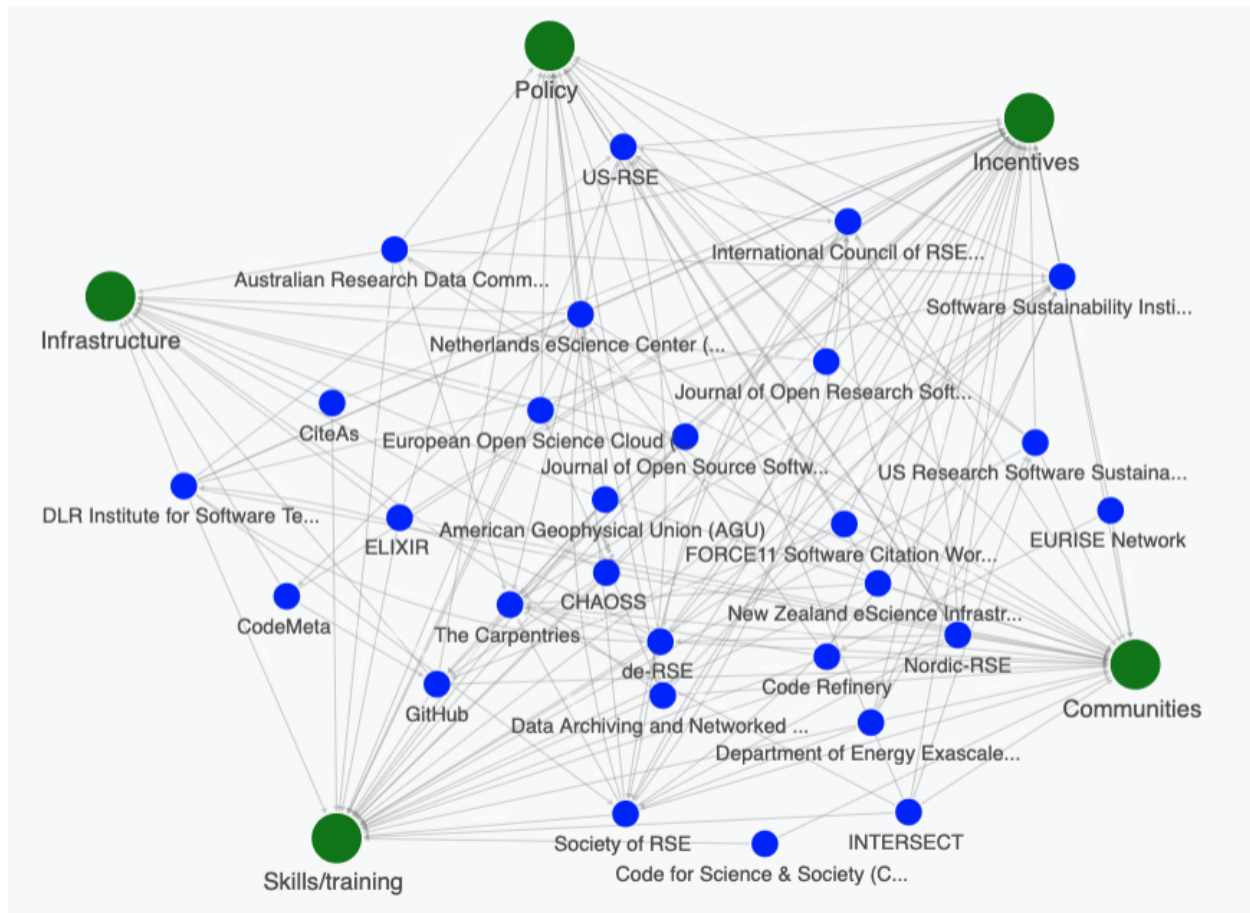 Policy
Incentives
US-RSE
International Council of RSE...
Australian Research Data Comm...
Software Sustainability Insti...
Infrastructure
Netherlands eScience Center (...
Journal of Open Research Soft...
CiteAs
European Open Science Cloud (
Journal of Open Source Softw...
US Research Software Sustaina...
DLR Institute for Software Te...
American Geophysical Union (AGU)
EURISE Network
ELIXIR
FORCE11 Software Citation Wor...
CHAOSS
New Zealand eScience Infrastr...
CodeMeta
The Carpentries
de-RSE
Nordic-RSE
Code Refinery
Communities
GitHub
Data Archiving and Networked ...
Department of Energy Exascale...
Society of RSE
INTERSECT
Code for Science & Society (C...
Skills/training